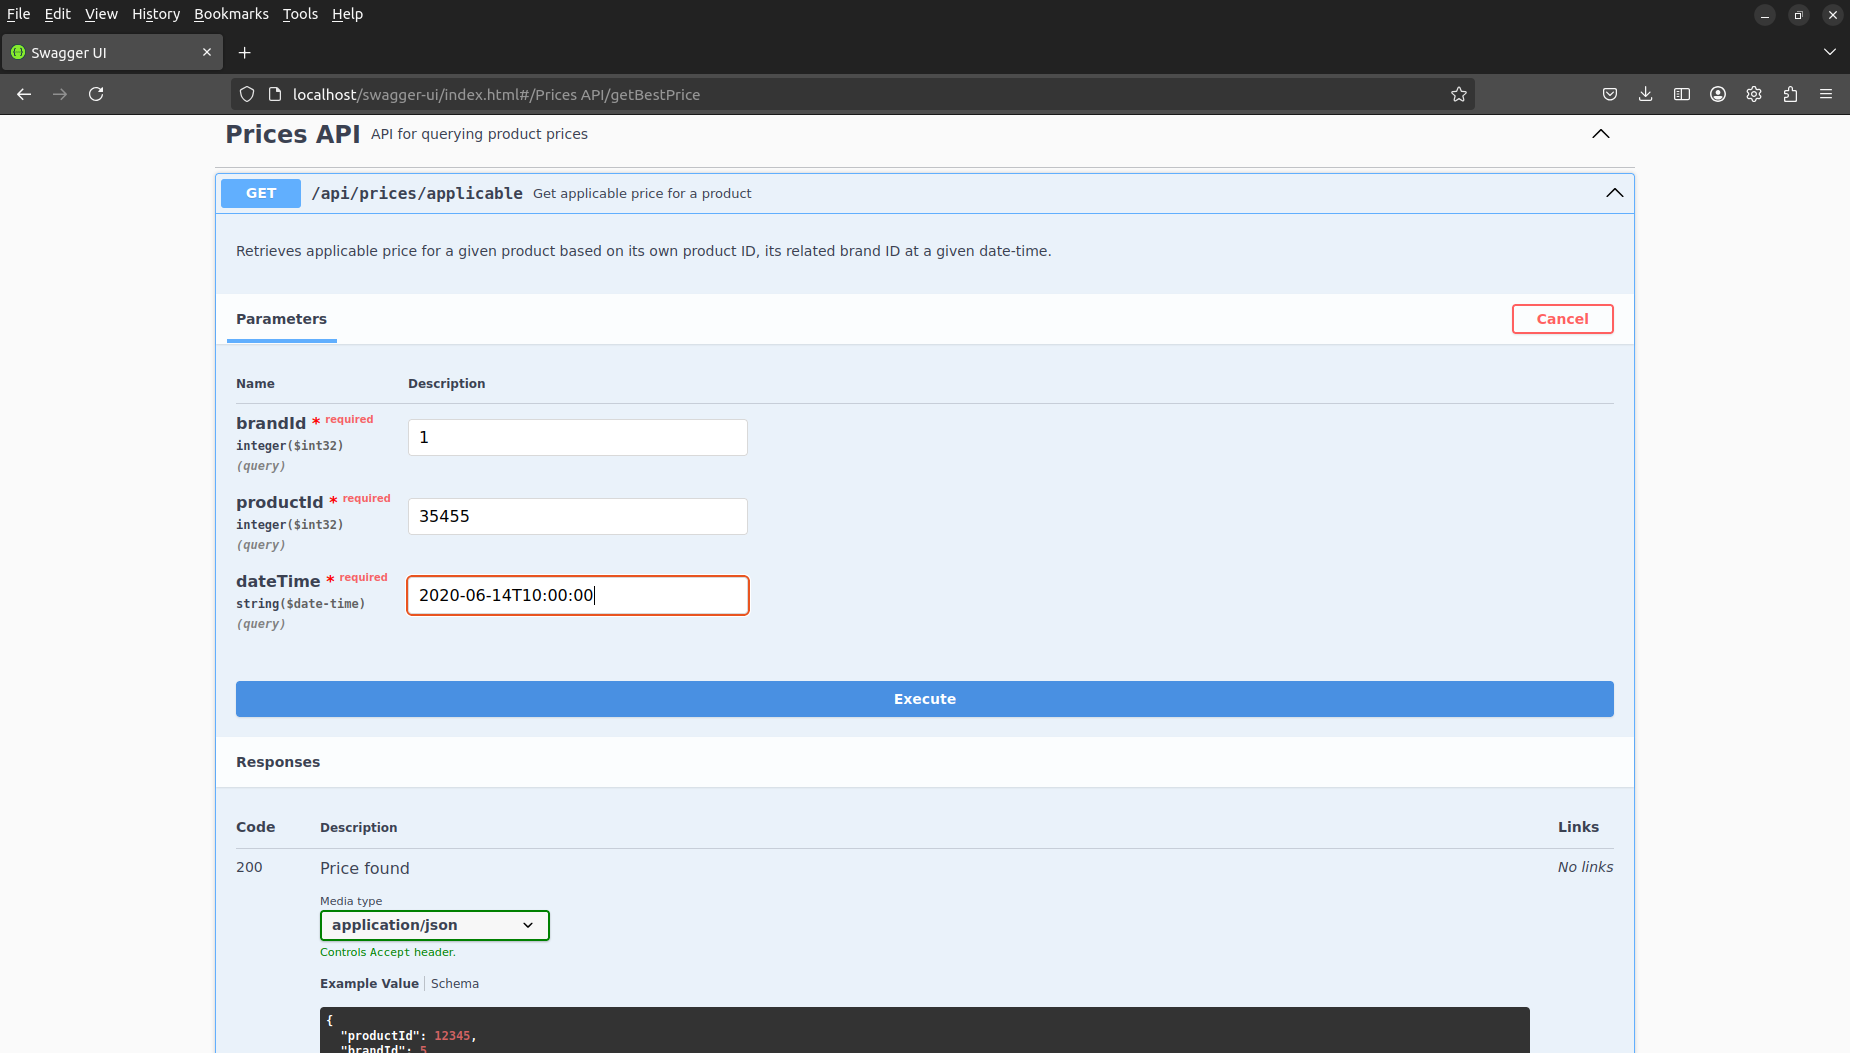 File Edit View History Bookmarks Tools Help
Swagger UI
localhost/swagger-ui/index.html#/Prices API/getBestPrice
Prices API API for querying product prices
GET /api/prices/applicable Get applicable price for a product
Retrieves applicable price for a given product based on its own product ID, its related brand ID at a given date-time.
Parameters Cancel
Name Description
brandId * required
integer($int32)
(query)
1
productId * required
integer($int32)
(query)
35455
dateTime * required
string($date-time)
(query)
2020-06-14T10:00:00
Execute
Responses
Code Description Links
200 Price found No links
Media type
application/json
Controls Accept header.
Example Value Schema
{
"productId": 12345,
"brandId": 5